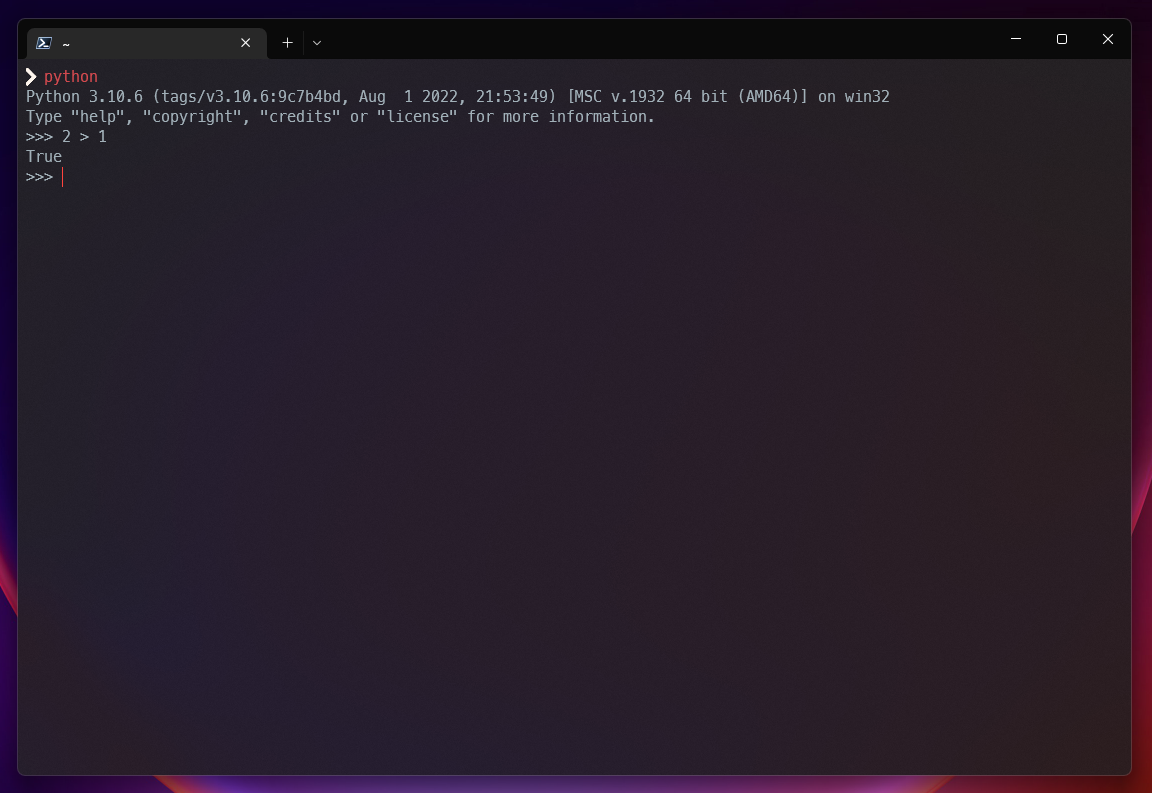 ~
❯ python
Python 3.10.6 (tags/v3.10.6:9c7b4bd, Aug  1 2022, 21:53:49) [MSC v.1932 64 bit (AMD64)] on win32
Type "help", "copyright", "credits" or "license" for more information.
>>> 2 > 1
True
>>>